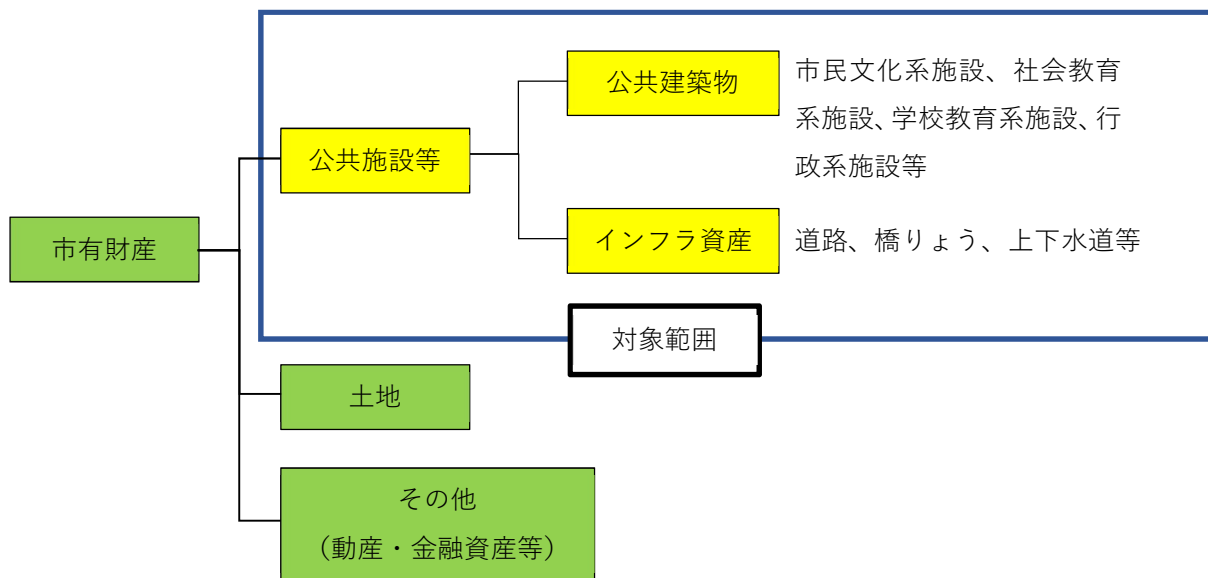 公共建築物
市民文化系施設、社会教育
系施設、学校教育系施設、行
政系施設等
公共施設等
市有財産
インフラ資産
道路、橋りょう、上下水道等
対象範囲
土地
その他
（動産・金融資産等）